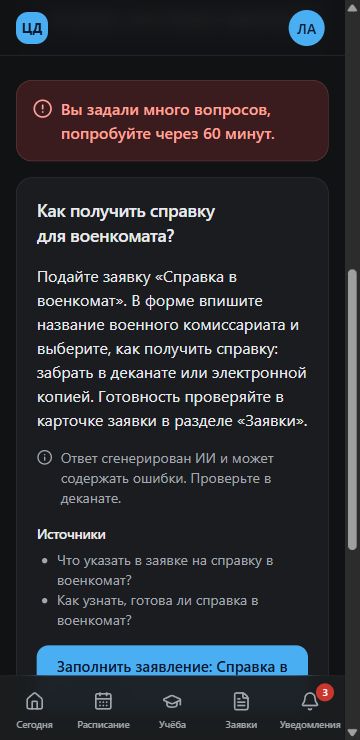 ЦД
ЛА
Вы задали много вопросов,
попробуйте через 60 минут.
Как получить справку
для военкомата?
Подайте заявку «Справка в
военкомат». В форме впишите
название военного комиссариата и
выберите, как получить справку:
забрать в деканате или электронной
копией. Готовность проверяйте в
карточке заявки в разделе «Заявки».
Ответ сгенерирован ИИ и может
содержать ошибки. Проверьте в
деканате.
Источники
Что указать в заявке на справку в
военкомат?
Как узнать, готова ли справка в
военкомат?
Заполнить заявление: Справка в
3
Сегодня
Расписание
Учёба
Заявки
Уведомления